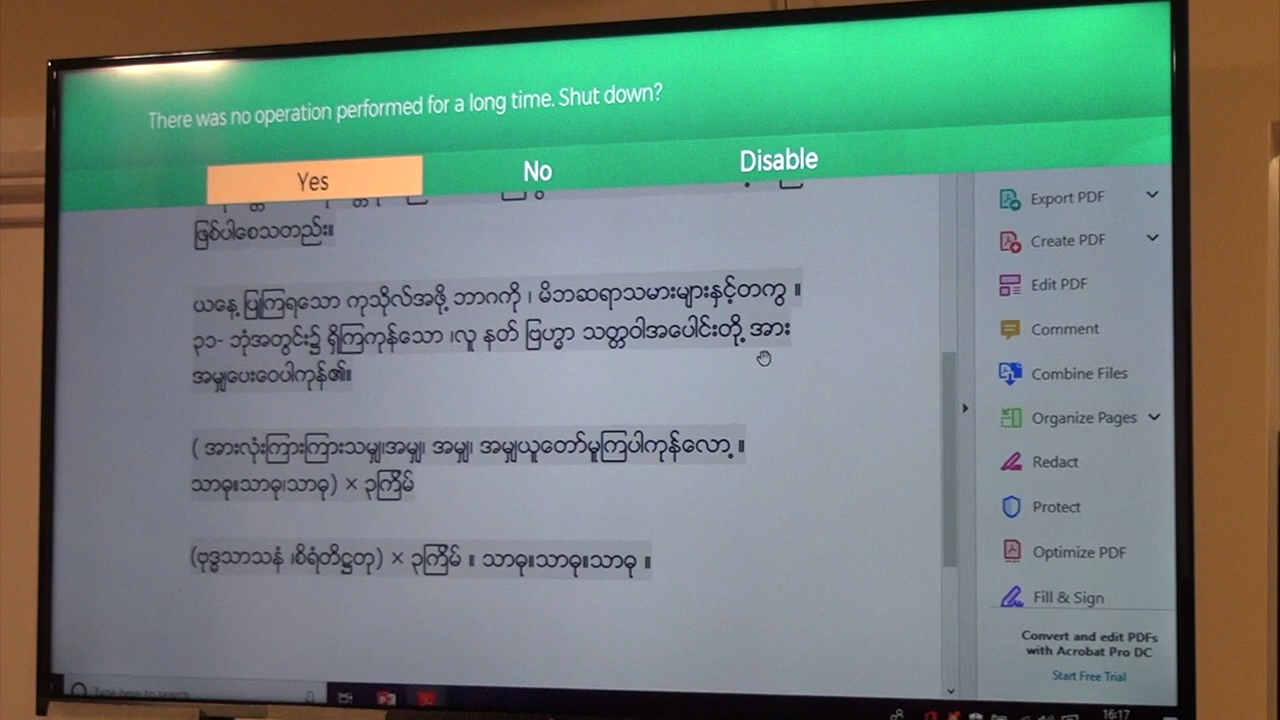 There was no operation performed for a long time. Shut down?
Yes
No
Disable
ဖြစ်ပါစေသတည်း။
ယနေ့ ပြုကြရသော ကုသိုလ်အဖို့ ဘာဂကို ၊ မိဘဆရာသမားများနှင့်တကွ ။
၃၁- ဘုံအတွင်း၌ ရှိကြကုန်သော ၊လူ နတ် ဗြဟ္မာ သတ္တဝါအပေါင်းတို့ အား
အမျှပေးဝေပါကုန်၏။
( အားလုံးကြားကြားသမျှ၊အမျှ၊ အမျှ၊ အမျှယူတော်မူကြပါကုန်လော့ ။
သာဓု။သာဓု၊သာဓု) × ၃ကြိမ်
(ဗုဒ္ဓသာသနံ ၊စိရံတိဋ္ဌတု) × ၃ကြိမ် ။ သာဓု။သာဓု။သာဓု ။
Export PDF
Create PDF
Edit PDF
Comment
Combine Files
Organize Pages
Redact
Protect
Optimize PDF
Fill & Sign
Convert and edit PDFs
with Acrobat Pro DC
Start Free Trial
Type here to search
16:17